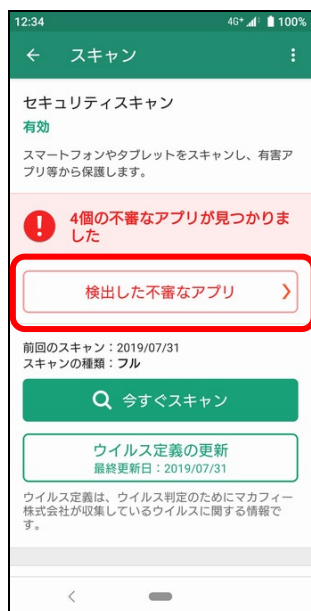 12:34
4G+ 100%
スキャン
セキュリティスキャン
有効
スマートフォンやタブレットをスキャンし、有害ア
プリ等から保護します。
4個の不審なアプリが見つかりま
した
検出した不審なアプリ
前回のスキャン：2019/07/31
スキャンの種類：フル
今すぐスキャン
ウイルス定義の更新
最終更新日：2019/07/31
ウイルス定義は、ウイルス判定のためにマカフィー
株式会社が収集しているウイルスに関する情報で
す。